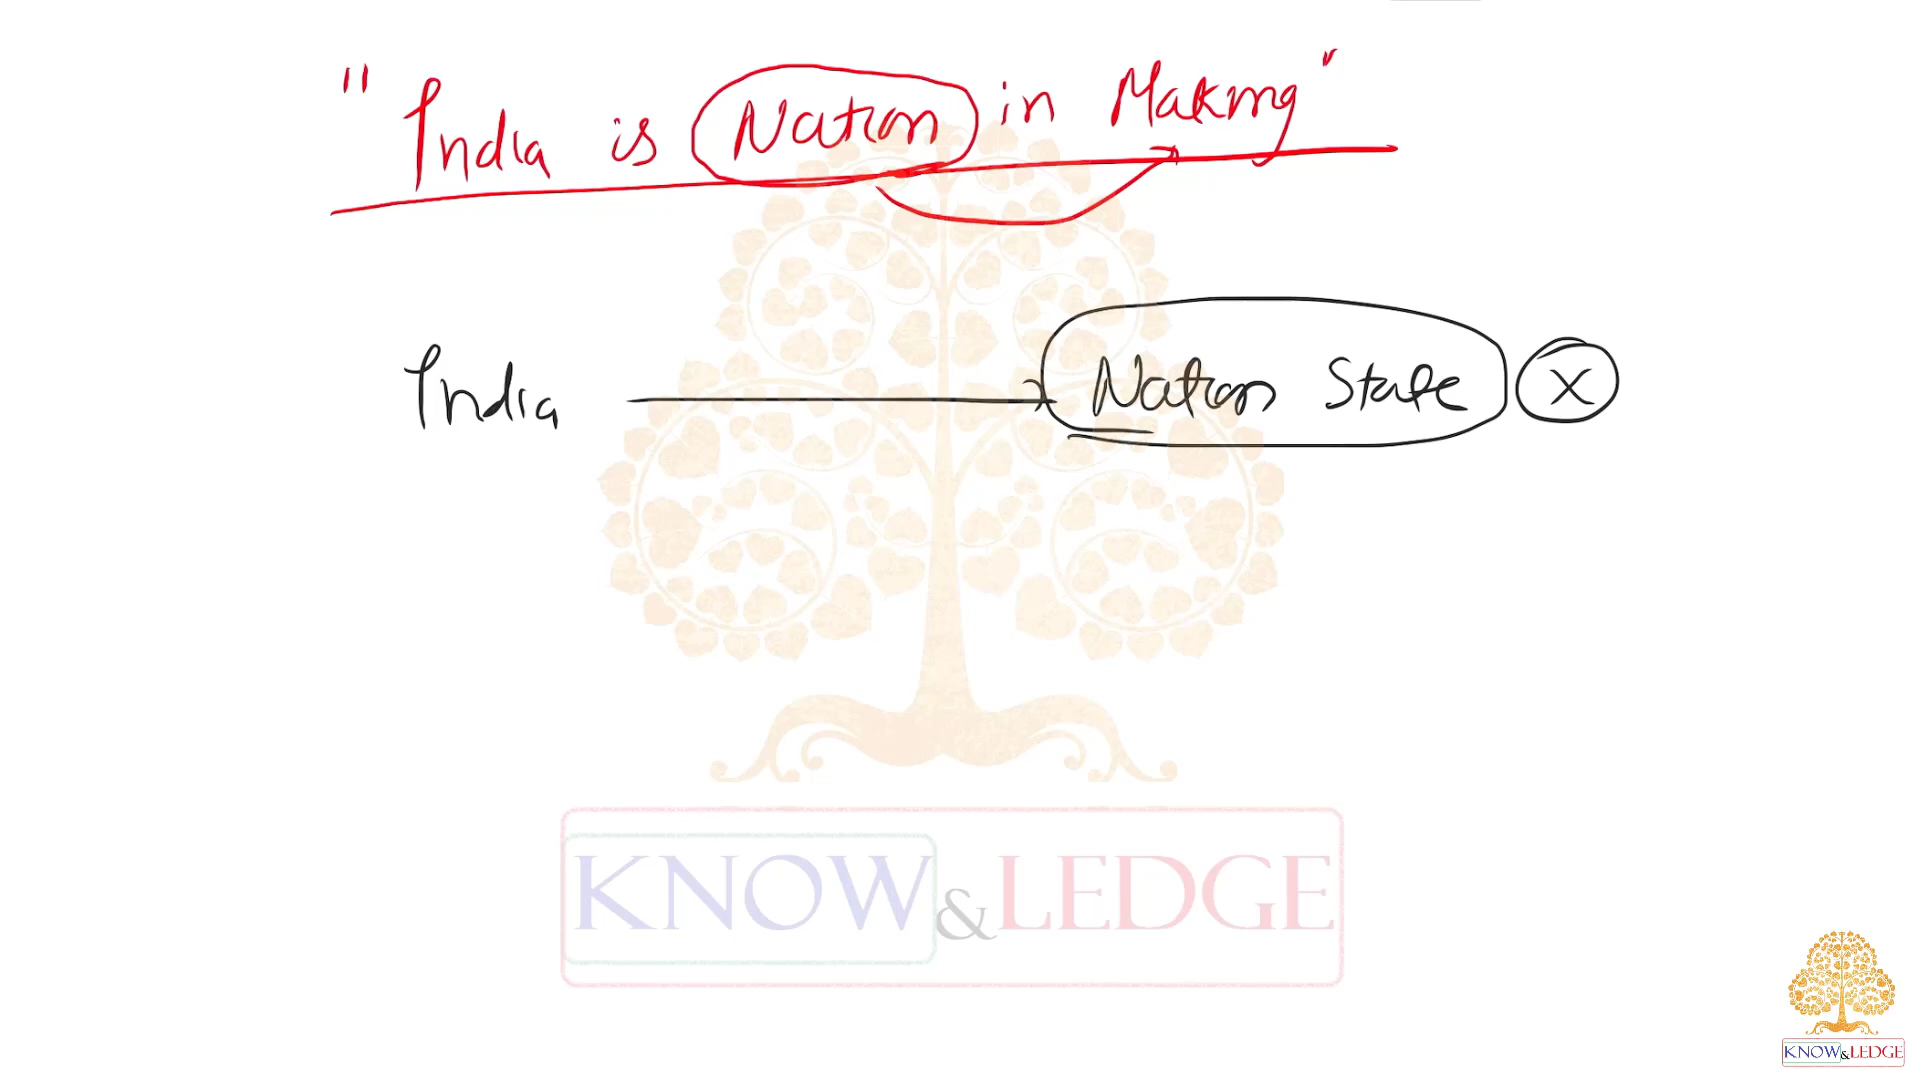 "India is Nation in Making"
India → Nation State X
KNOW&LEDGE
KNOW&LEDGE